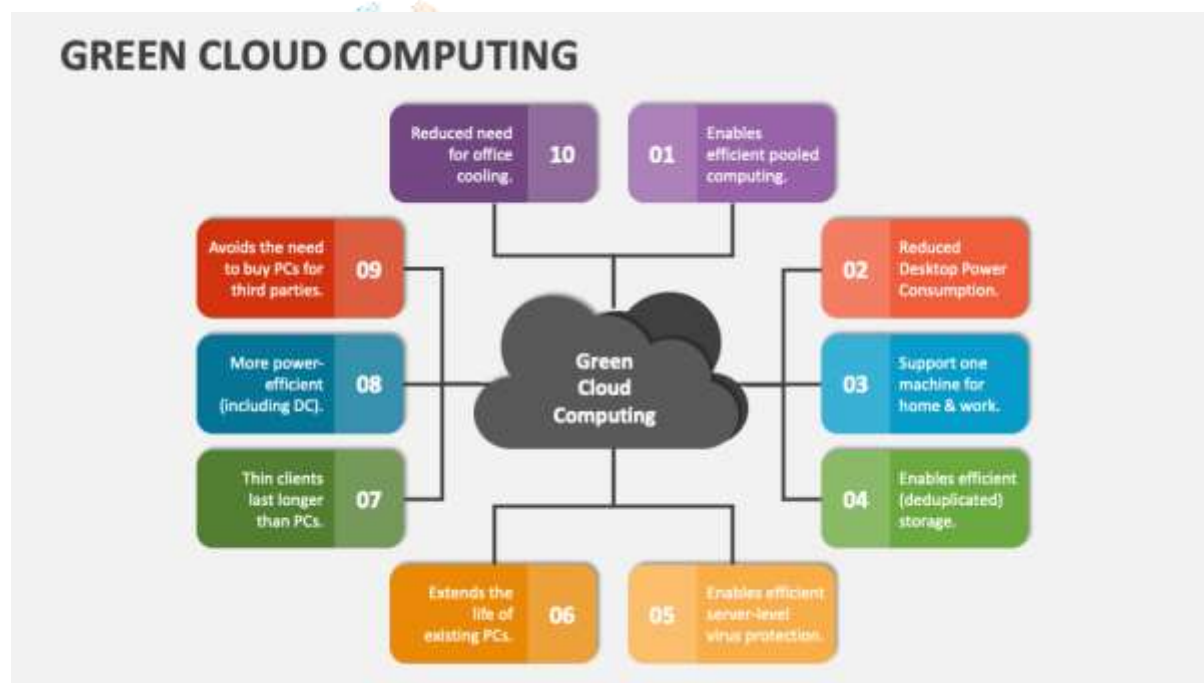 GREEN CLOUD COMPUTING
Reduced need
for office
cooling.
10
01
Enables
efficient pooled
computing.
Avoids the need
to buy PCs for
third parties.
09
02
Reduced
Desktop Power
Consumption.
More power-
efficient
(including DC).
08
Green
Cloud
Computing
03
Support one
machine for
home & work.
Thin clients
last longer
than PCs.
07
04
Enables efficient
(deduplicated)
storage.
Extends the
life of
existing PCs.
06
05
Enables efficient
server-level
virus protection.